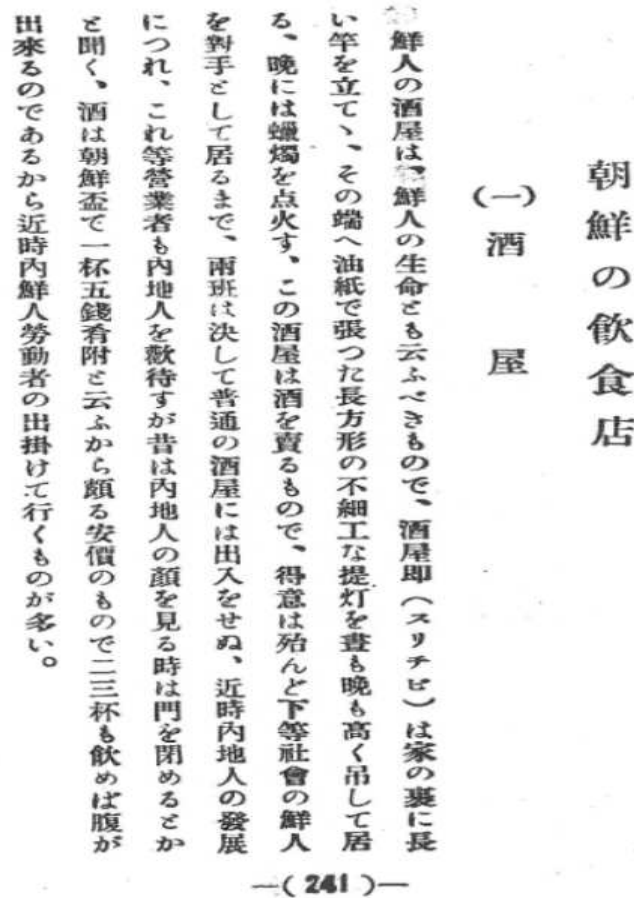 朝鮮の飲食店
(一)酒屋
鮮人の酒屋は、鮮人の生命とも云ふべきもので、酒屋即(スリチビ)は家の裏に長
い竿を立てヽ、その端へ油紙で張つた長方形の不細工な提灯を晝も晩も高く吊して居
る、晩には蠟燭を点火す、この酒屋は酒を賣るもので、得意は殆んど下等社會の鮮人
を對手として居るまで、兩班は決して普通の酒屋には出入をせぬ、近時內地人の發展
につれ、これ等營業者も內地人を歡待すが昔は內地人の顔を見る時は門を閉めるとか
と聞く、酒は朝鮮盃で一杯五錢肴附と云ふから頗る安價のもので二三杯も飲めば腹が
出來るのであるから近時內鮮人勞動者の出掛けて行くものが多い。
—(241)—